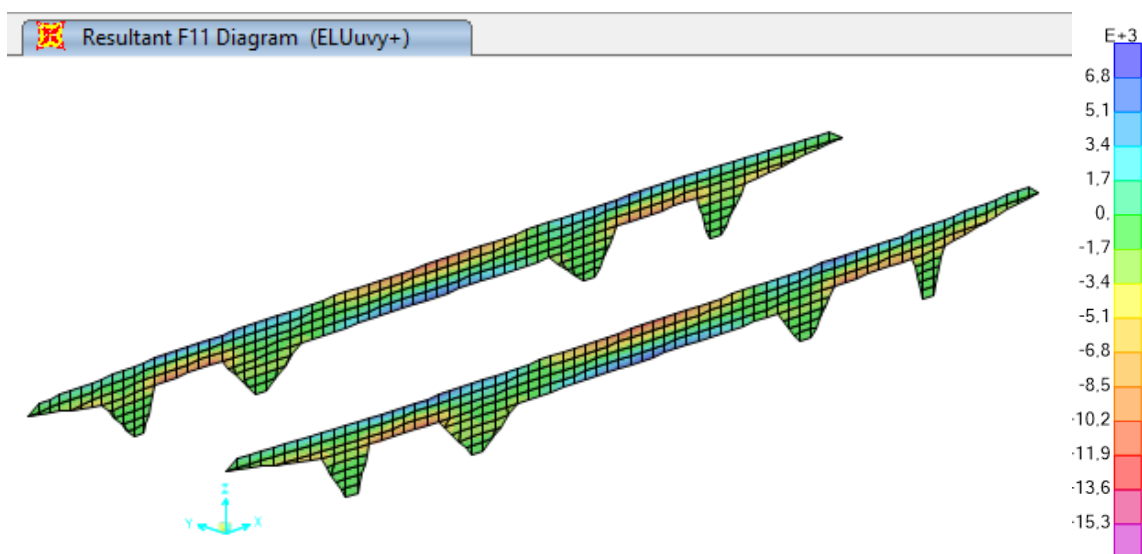 Resultant F11 Diagram (ELUuvy+)
E+3
6,8
5,1
3,4
1,7
0,
-1,7
-3,4
-5,1
-6,8
-8,5
-10,2
-11,9
-13,6
-15,3
Z
Y
X